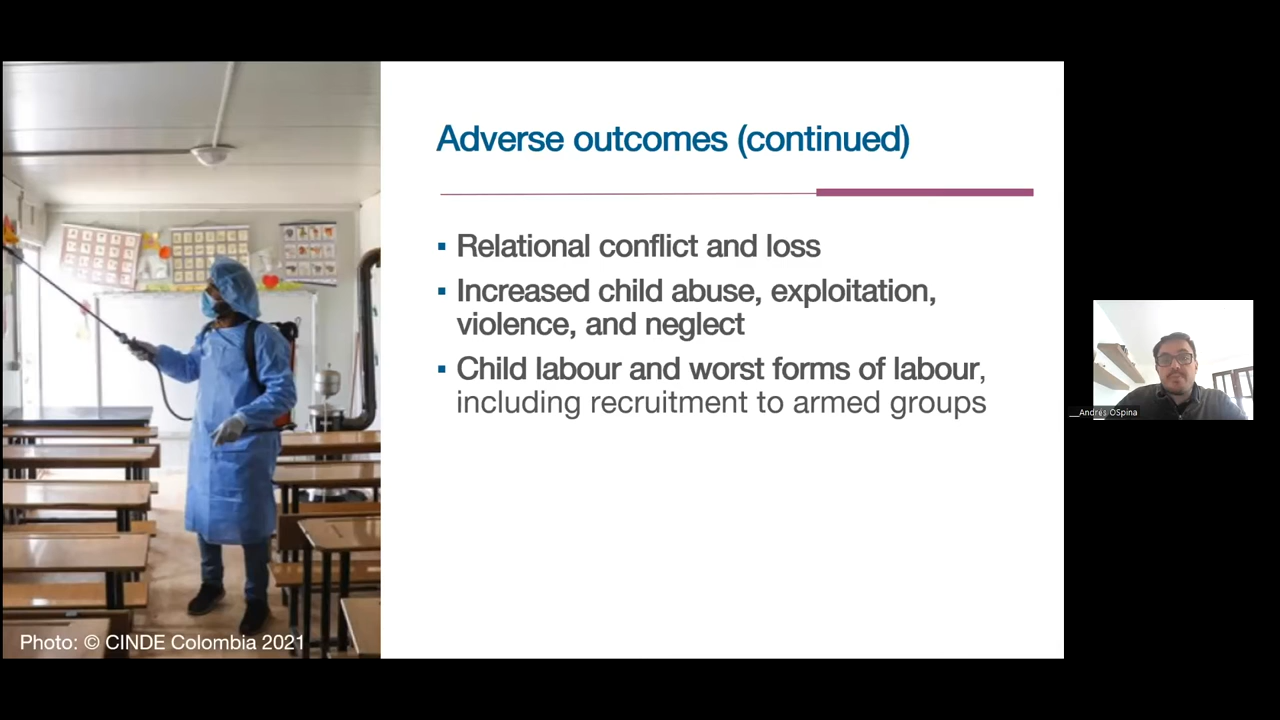 Adverse outcomes (continued)
▪ Relational conflict and loss
▪ Increased child abuse, exploitation,
violence, and neglect
▪ Child labour and worst forms of labour,
including recruitment to armed groups
Photo: © CINDE Colombia 2021
__Andrés OSpina